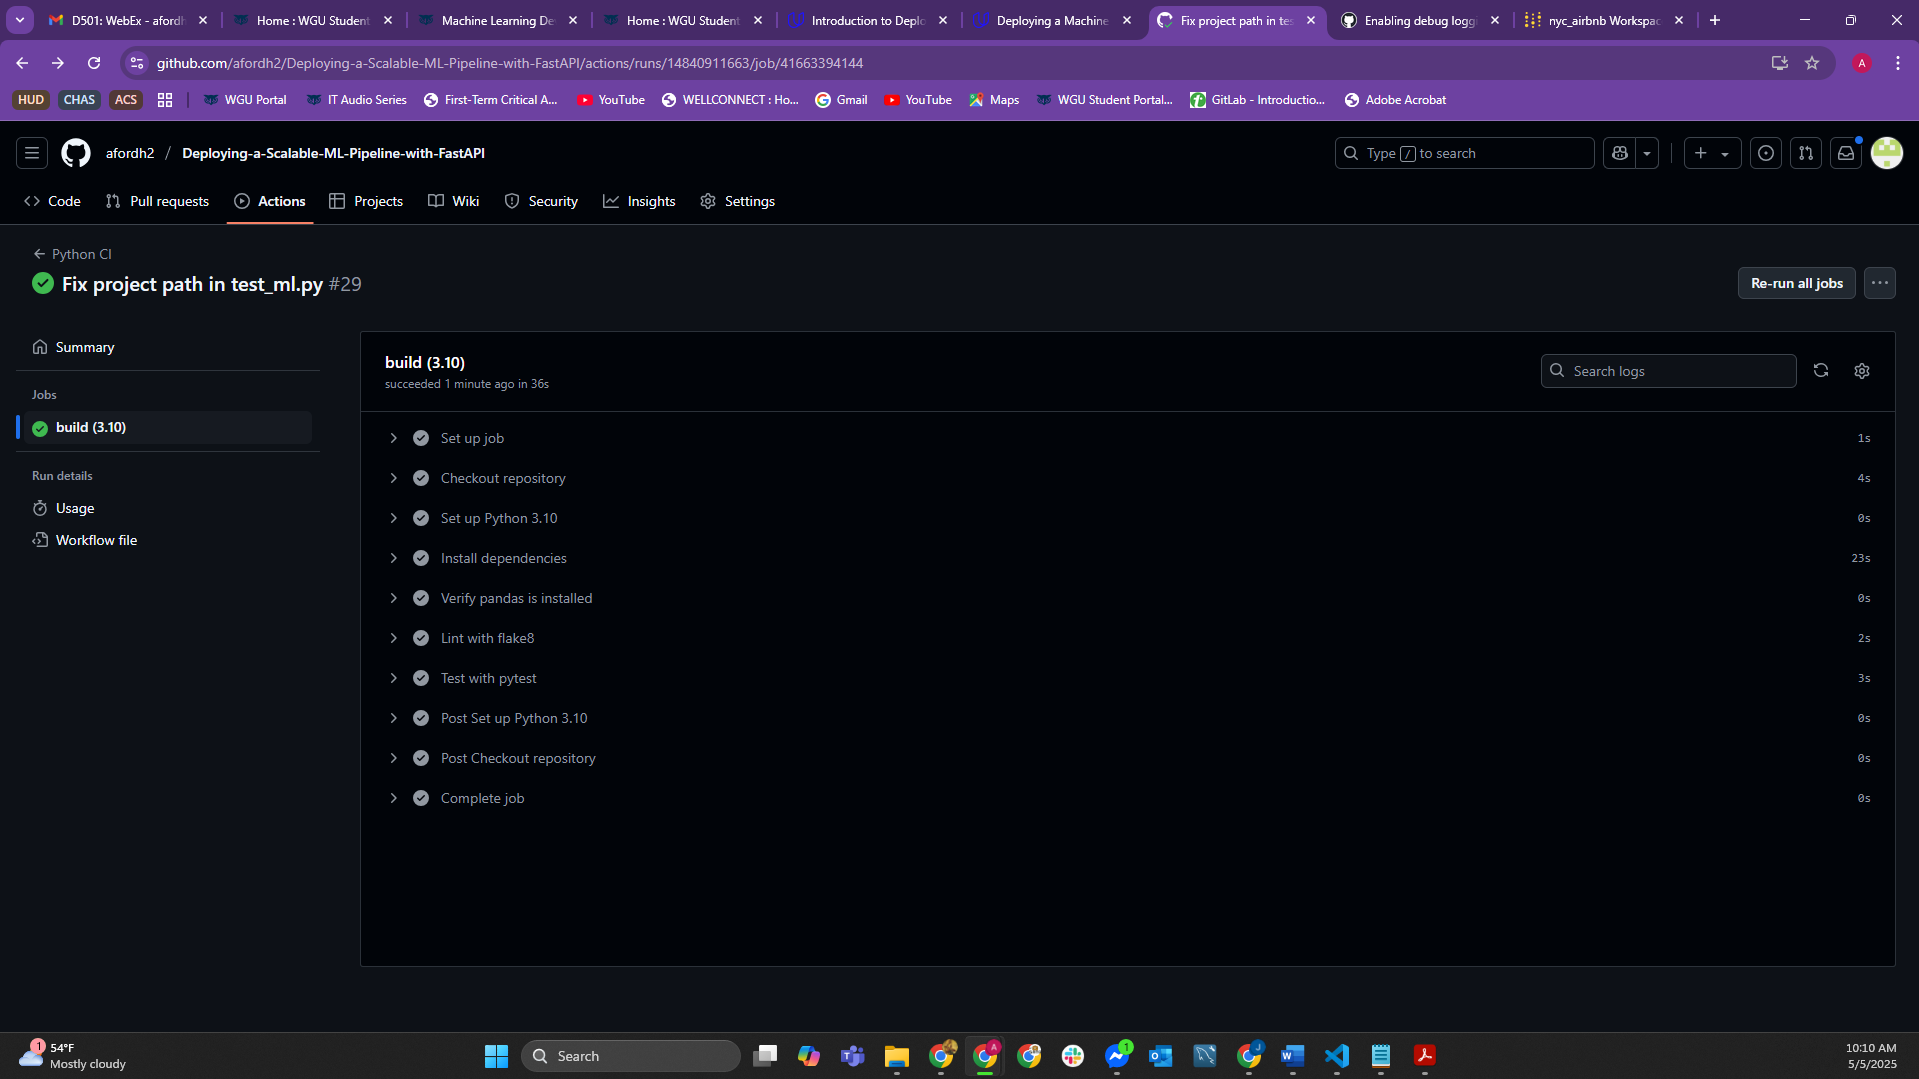 D501: WebEx - afordh
Home : WGU Student
Machine Learning De
Home : WGU Student
Introduction to Deplo
Deploying a Machine
Fix project path in tes
Enabling debug loggi
nyc_airbnb Workspac
github.com/afordh2/Deploying-a-Scalable-ML-Pipeline-with-FastAPI/actions/runs/14840911663/job/41663394144
A
HUD
CHAS
ACS
WGU Portal
IT Audio Series
First-Term Critical A...
YouTube
WELLCONNECT : Ho...
Gmail
YouTube
Maps
WGU Student Portal...
GitLab - Introductio...
Adobe Acrobat
afordh2 / Deploying-a-Scalable-ML-Pipeline-with-FastAPI
Type / to search
Code
Pull requests
Actions
Projects
Wiki
Security
Insights
Settings
Python CI
Fix project path in test_ml.py #29
Re-run all jobs
Summary
Jobs
build (3.10)
Run details
Usage
Workflow file
build (3.10)
succeeded 1 minute ago in 36s
Search logs
Set up job 1s
Checkout repository 4s
Set up Python 3.10 0s
Install dependencies 23s
Verify pandas is installed 0s
Lint with flake8 2s
Test with pytest 3s
Post Set up Python 3.10 0s
Post Checkout repository 0s
Complete job 0s
1
54°F
Mostly cloudy
Search
A
1
J
10:10 AM
5/5/2025